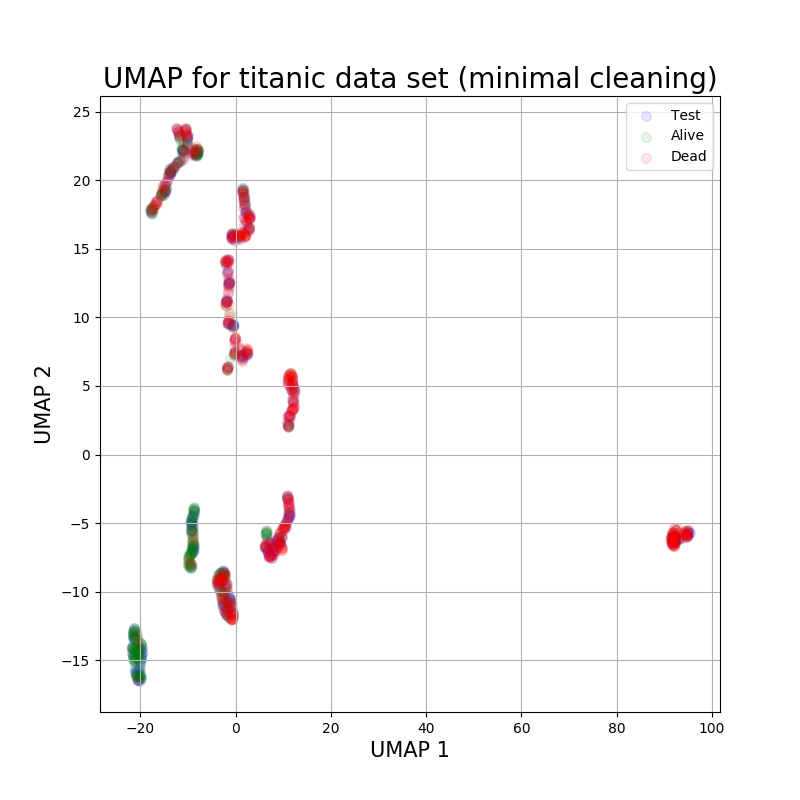 UMAP for titanic data set (minimal cleaning)
Test
Alive
Dead
25
20
15
10
5
0
−5
−10
−15
UMAP 2
−20
0
20
40
60
80
100
UMAP 1